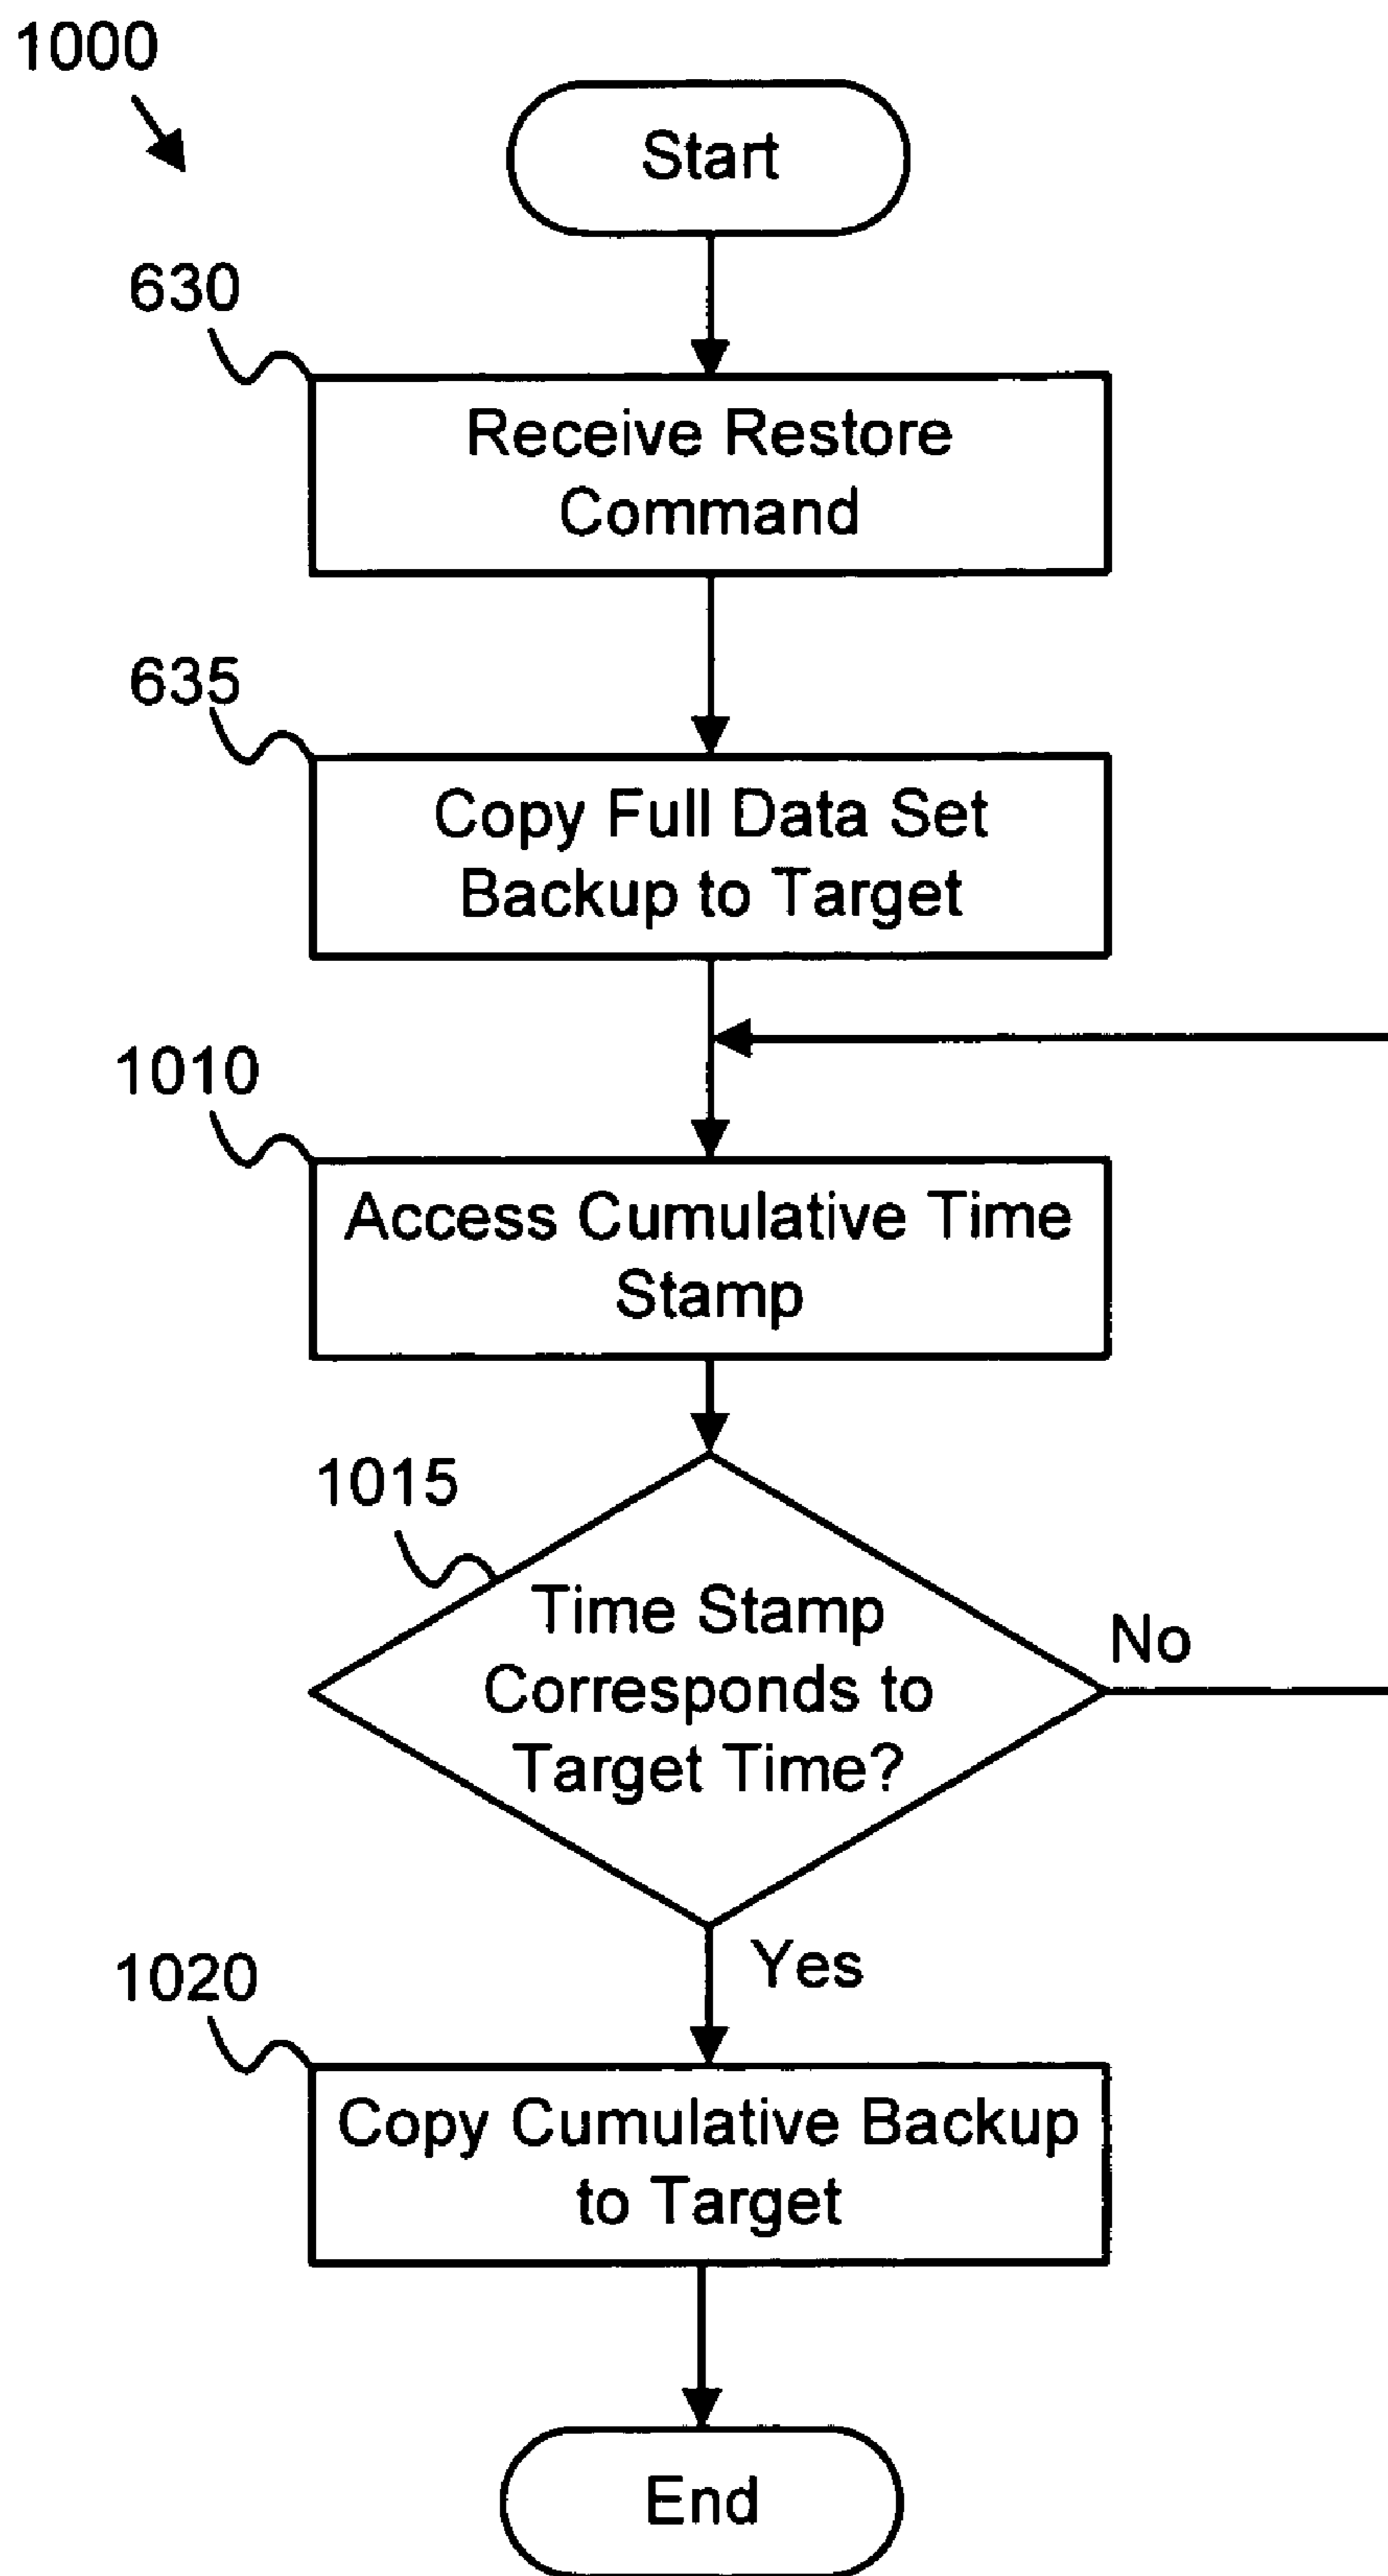 1000
Start
630
Receive Restore
Command
635
Copy Full Data Set
Backup to Target
1010
Access Cumulative Time
Stamp
1015
Time Stamp
Corresponds to
Target Time?
No
Yes
1020
Copy Cumulative Backup
to Target
End